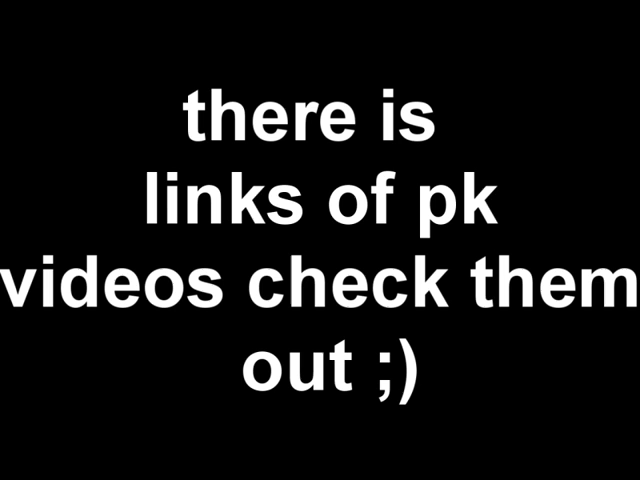 there is
links of pk
videos check them
out ;)